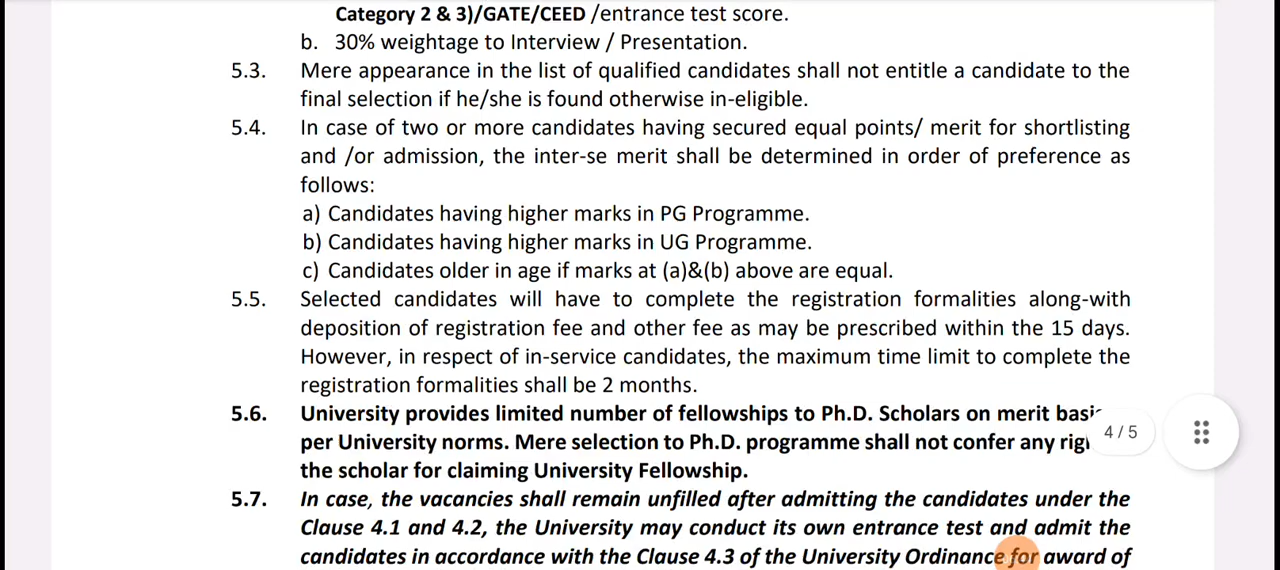 Category 2 & 3)/GATE/CEED /entrance test score.
b. 30% weightage to Interview / Presentation.
5.3. Mere appearance in the list of qualified candidates shall not entitle a candidate to the
final selection if he/she is found otherwise in-eligible.
5.4. In case of two or more candidates having secured equal points/ merit for shortlisting
and /or admission, the inter-se merit shall be determined in order of preference as
follows:
a) Candidates having higher marks in PG Programme.
b) Candidates having higher marks in UG Programme.
c) Candidates older in age if marks at (a)&(b) above are equal.
5.5. Selected candidates will have to complete the registration formalities along-with
deposition of registration fee and other fee as may be prescribed within the 15 days.
However, in respect of in-service candidates, the maximum time limit to complete the
registration formalities shall be 2 months.
5.6. University provides limited number of fellowships to Ph.D. Scholars on merit
per University norms. Mere selection to Ph.D. programme shall not confer any
4 / 5
the scholar for claiming University Fellowship.
5.7. In case, the vacancies shall remain unfilled after admitting the candidates under the
Clause 4.1 and 4.2, the University may conduct its own entrance test and admit the
candidates in accordance with the Clause 4.3 of the University Ordinance for award of